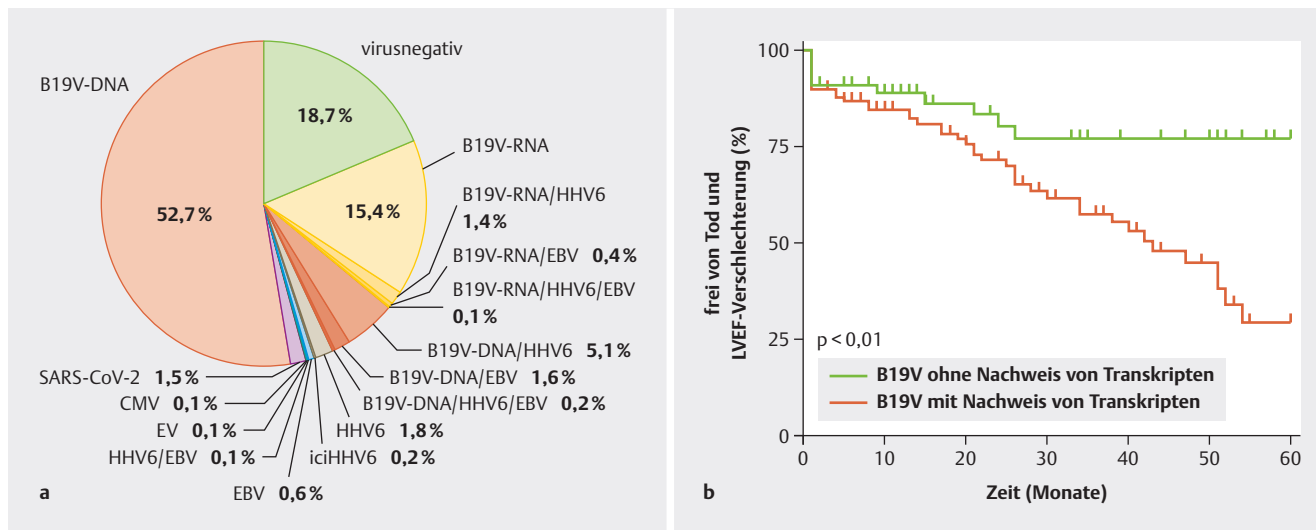 virusnegativ
18,7 %
B19V-RNA
15,4 %
B19V-RNA/HHV6
1,4 %
B19V-RNA/EBV 0,4 %
B19V-RNA/HHV6/EBV
0,1 %
B19V-DNA/HHV6 5,1 %
B19V-DNA/EBV 1,6 %
B19V-DNA/HHV6/EBV 0,2 %
HHV6 1,8 %
iciHHV6 0,2 %
EBV 0,6 %
HHV6/EBV 0,1 %
EV 0,1 %
CMV 0,1 %
SARS-CoV-2 1,5 %
B19V-DNA
52,7 %
a
frei von Tod und
LVEF-Verschlechterung (%)
100
75
50
25
0
p < 0,01
B19V ohne Nachweis von Transkripten
B19V mit Nachweis von Transkripten
0 10 20 30 40 50 60
Zeit (Monate)
b